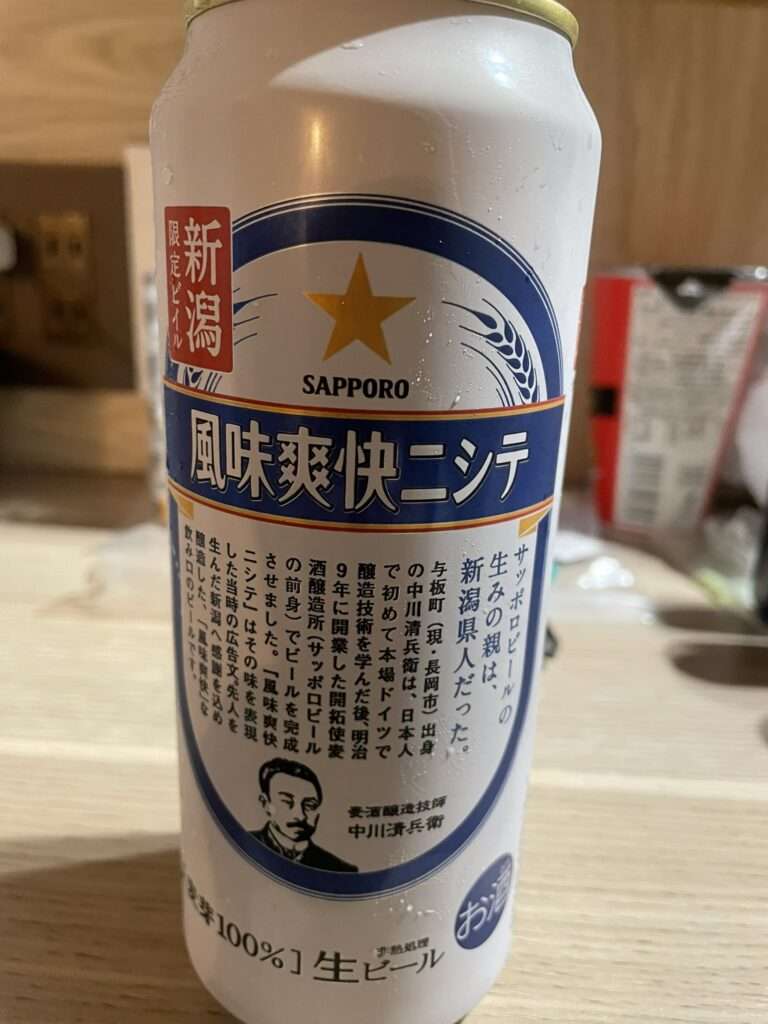 新潟
限定ビイル
SAPPORO
風味爽快ニシテ
サッポロビールの
生みの親は、
新潟県人だった。
与板町（現・長岡市）出身
の中川清兵衛は、日本人
で初めて本場ドイツで
醸造技術を学んだ後、明治
9年に開業した開拓使麦
酒醸造所（サッポロビール
の前身）でビールを完成
させました。「風味爽快
ニシテ」はその味を表現
した当時の広告文。先人を
生んだ新潟へ感謝を込め
醸造した、「風味爽快」な
飲み口のビールです。
麦酒醸造技師
中川清兵衛
麦芽100%］生ビール
非熱処理
お酒